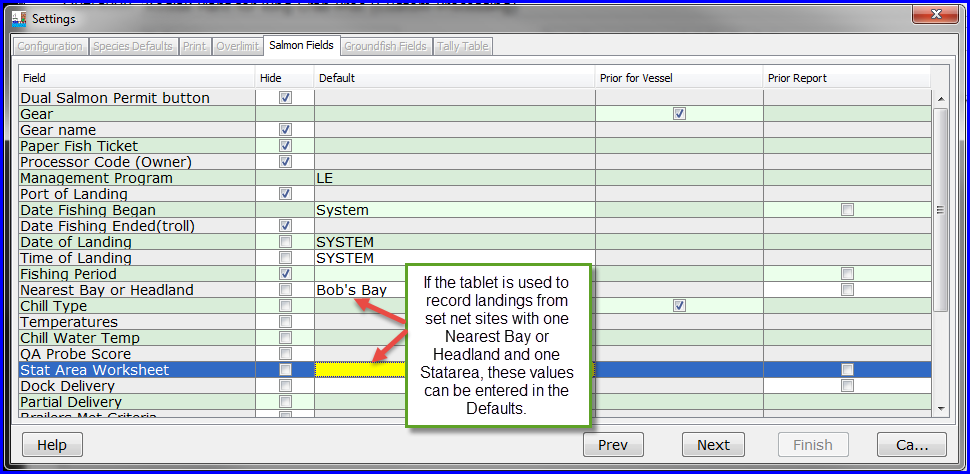 Settings
Configuration Species Defaults Print Overlimit Salmon Fields Groundfish Fields Tally Table
Field Hide Default Prior for Vessel Prior Report
Dual Salmon Permit button
Gear
Gear name
Paper Fish Ticket
Processor Code (Owner)
Management Program LE
Port of Landing
Date Fishing Began System
Date Fishing Ended(troll)
Date of Landing SYSTEM
Time of Landing SYSTEM
Fishing Period
Nearest Bay or Headland Bob's Bay
Chill Type
Temperatures
Chill Water Temp
QA Probe Score
Stat Area Worksheet
Dock Delivery
Partial Delivery
Brailers Met Criteria
If the tablet is used to
record landings from
set net sites with one
Nearest Bay or
Headland and one
Statarea, these values
can be entered in the
Defaults.
Help Prev Next Finish Ca...